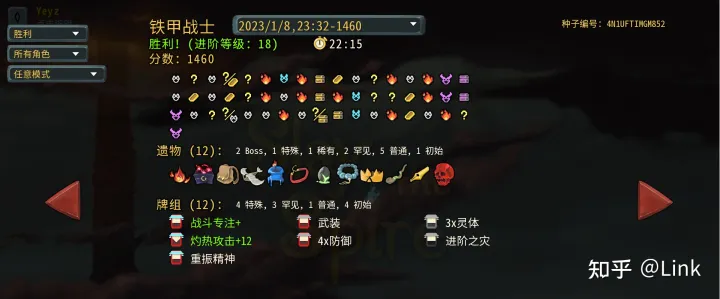 Yeyz
铁甲战士
2023/1/8,23:32-1460
种子编号: 4N1UFTIMGM852
胜利
胜利! (进阶等级: 18)
22:15
所有角色
分数: 1460
任意模式
遗物 (12):
2 Boss, 1 特殊, 1 稀有, 2 罕见, 5 普通, 1 初始
牌组 (12):
4 特殊, 3 罕见, 1 普通, 4 初始
战斗专注+
武装
3x灵体
灼热攻击+12
4x防御
进阶之灾
重振精神
知乎 @Link